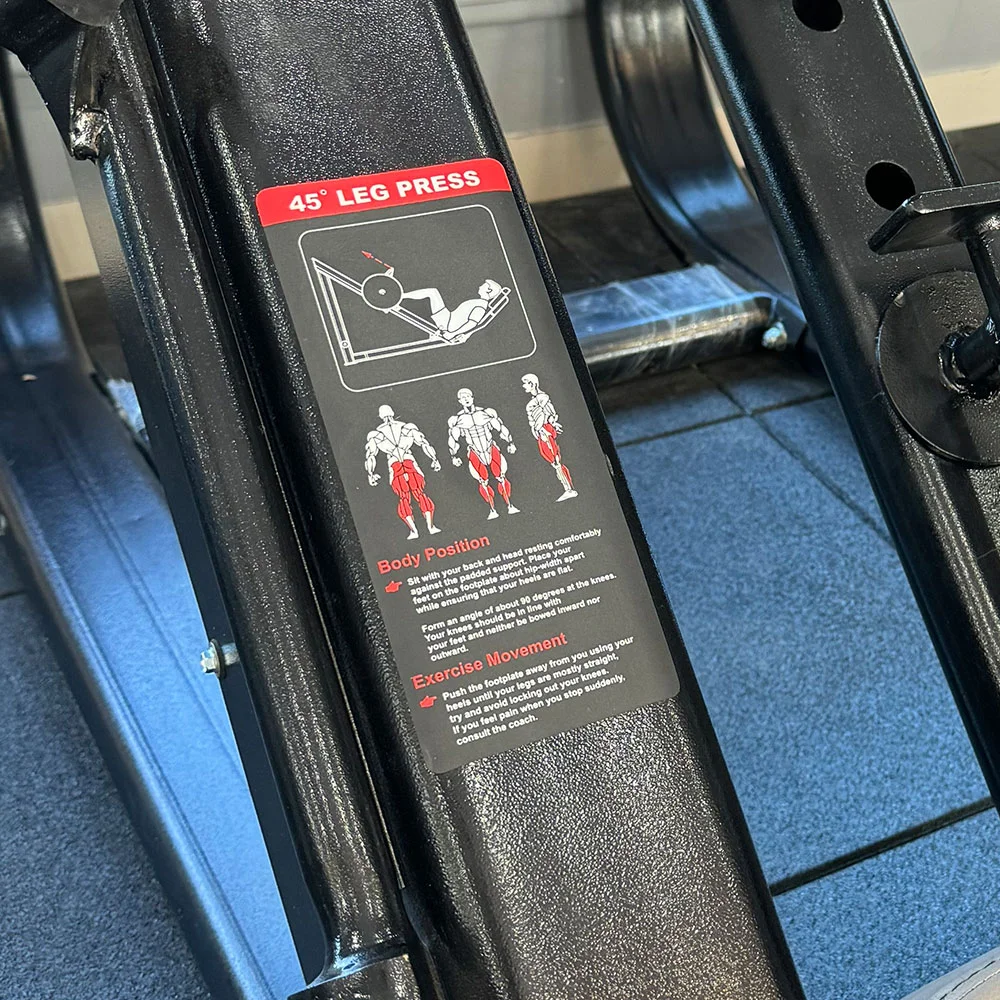 45° LEG PRESS
Body Position
Sit with your back and head resting comfortably
against the padded support. Place your
feet on the footplate about hip-width apart
while ensuring that your heels are flat.
Form an angle of about 90 degrees at the knees.
Your knees should be in line with
your feet and neither be bowed inward nor
outward.
Exercise Movement
Push the footplate away from you using your
heels until your legs are mostly straight,
try and avoid locking out your knees.
If you feel pain when you stop suddenly,
consult the coach.